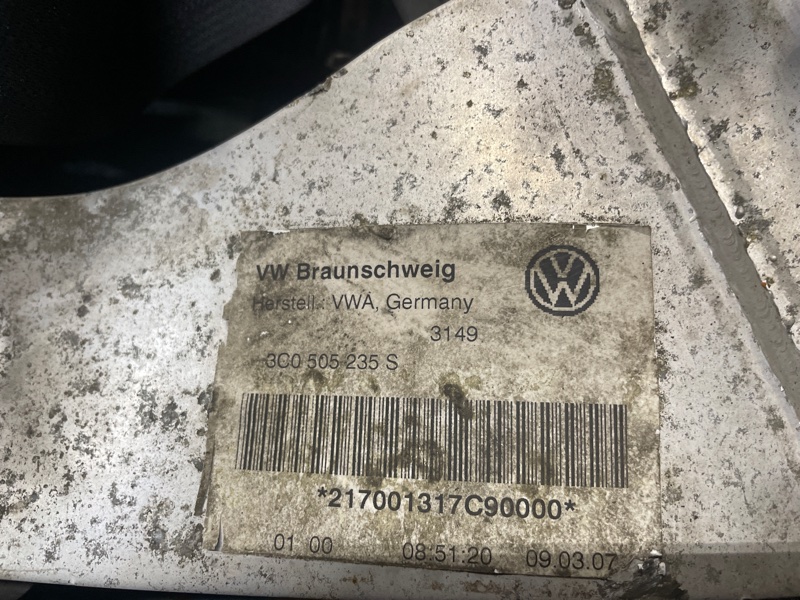 VW Braunschweig
Herstell.: VWA, Germany
3149
3C0 505 235 S
*217001317C90000*
01 00 08:51:20 09.03.07